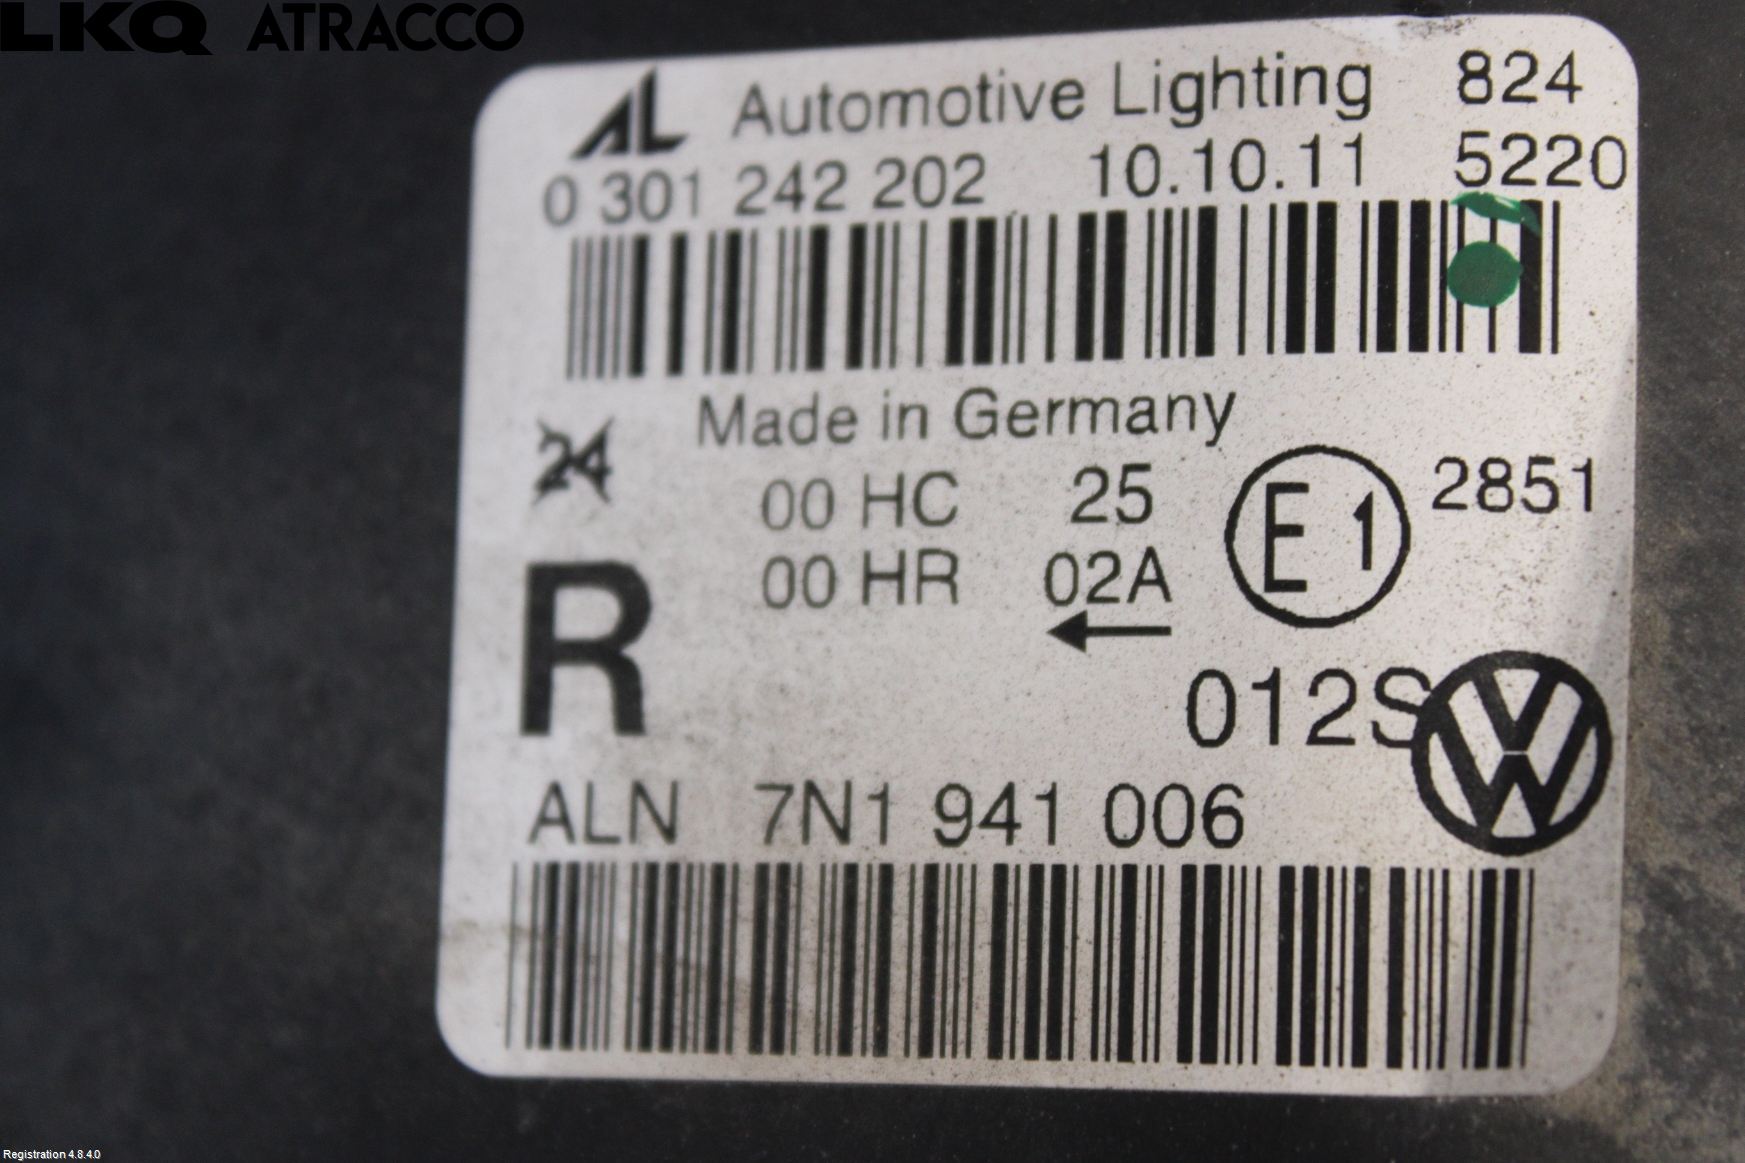 LKQ ATRACCO
AL Automotive Lighting 824
0 301 242 202 10.10.11 5220
Made in Germany
24
00 HC 25 E1 2851
00 HR 02A
R
012S
ALN 7N1 941 006
Registration 4.8.4.0